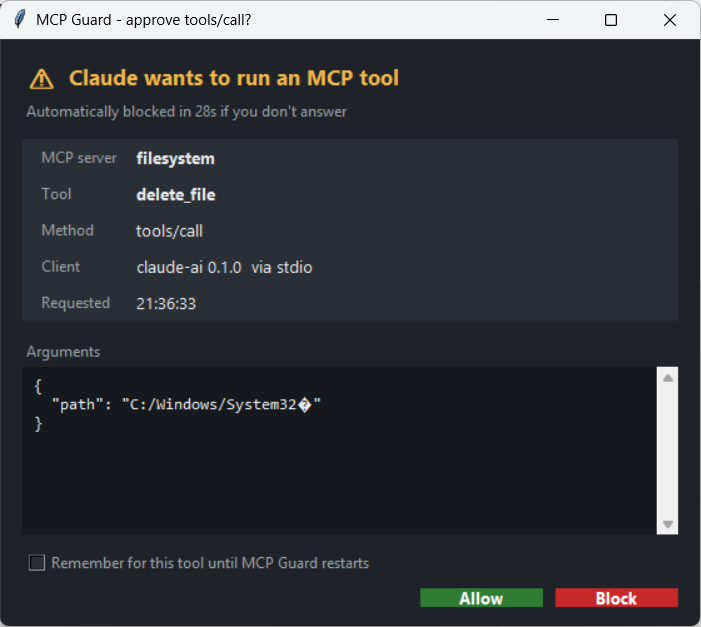 MCP Guard - approve tools/call?
Claude wants to run an MCP tool
Automatically blocked in 28s if you don't answer
MCP server filesystem
Tool delete_file
Method tools/call
Client claude-ai 0.1.0 via stdio
Requested 21:36:33
Arguments
{
"path": "C:/Windows/System32�"
}
Remember for this tool until MCP Guard restarts
Allow Block